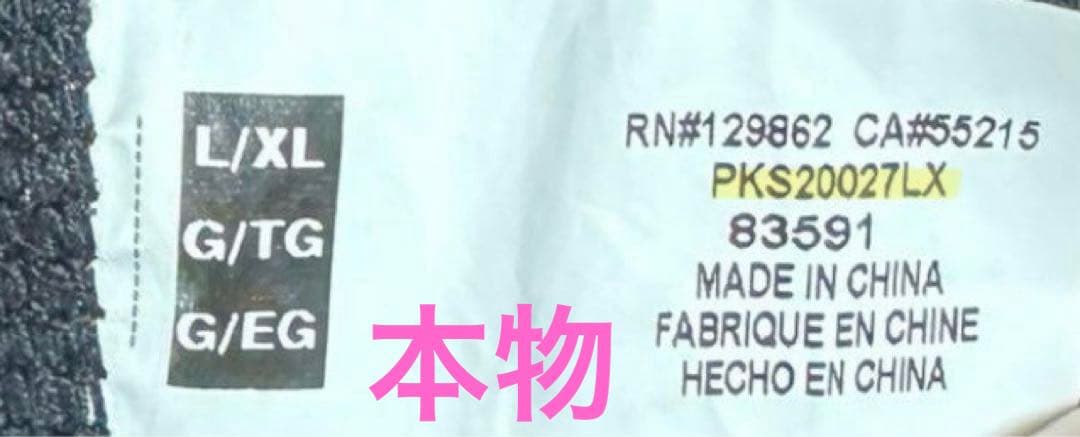 L/XL
G/TG
G/EG
RN#129862 CA#55215
PKS20027LX
83591
MADE IN CHINA
FABRIQUE EN CHINE
HECHO EN CHINA
本物